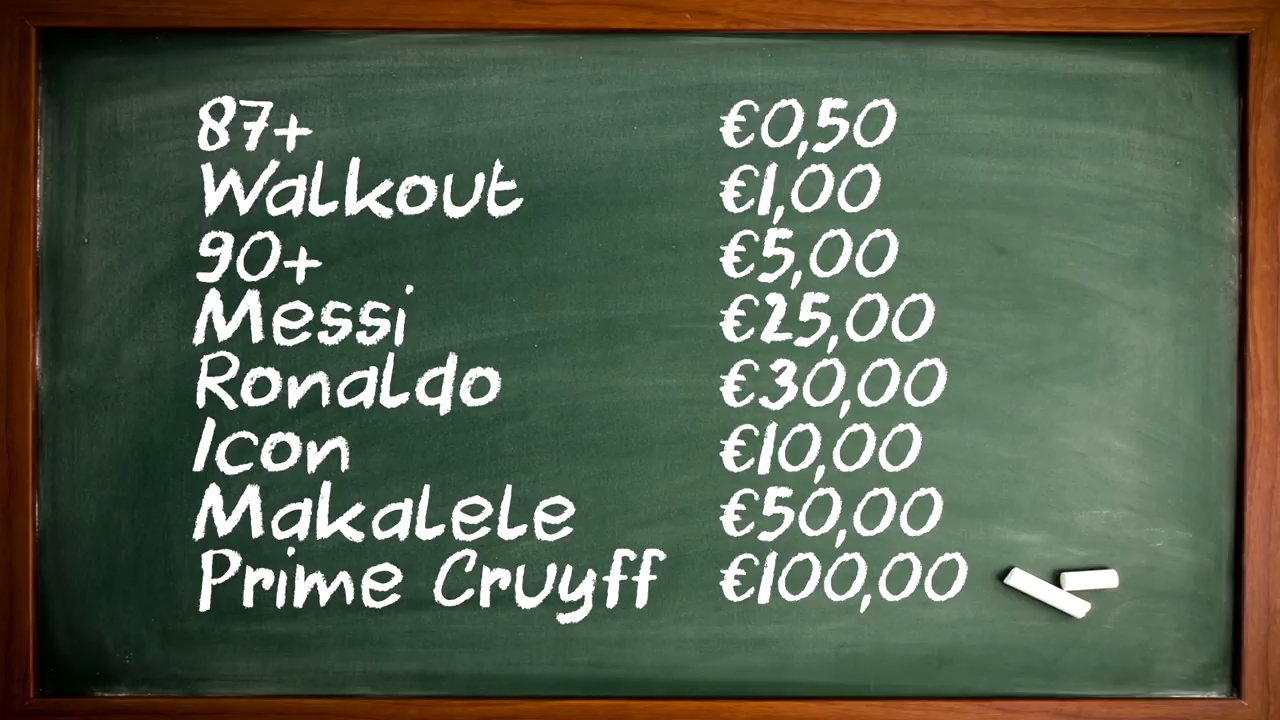 87+ €0,50
Walkout €1,00
90+ €5,00
Messi €25,00
Ronaldo €30,00
Icon €10,00
Makalele €50,00
Prime Cruyff €100,00